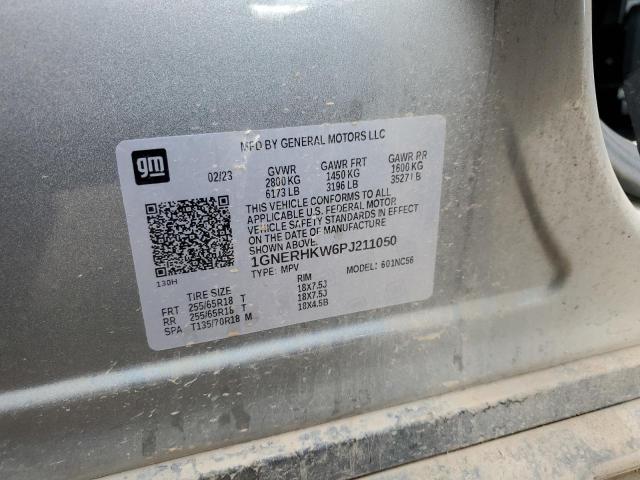 MFD BY GENERAL MOTORS LLC
gm
02/23
GVWR GAWR FRT GAWR RR
2800 KG 1450 KG 1600 KG
6173 LB 3196 LB 3527 LB
THIS VEHICLE CONFORMS TO ALL
APPLICABLE U.S. FEDERAL MOTOR
VEHICLE SAFETY STANDARDS IN EFFECT
ON THE DATE OF MANUFACTURE
SHOWN ABOVE.
1GNERHKW6PJ211050
TYPE: MPV MODEL: 601NC56
130H
TIRE SIZE RIM
FRT 255/65R18 T 18X7.5J
RR 255/65R18 T 18X7.5J
SPA T135/70R18 M 18X4.5B